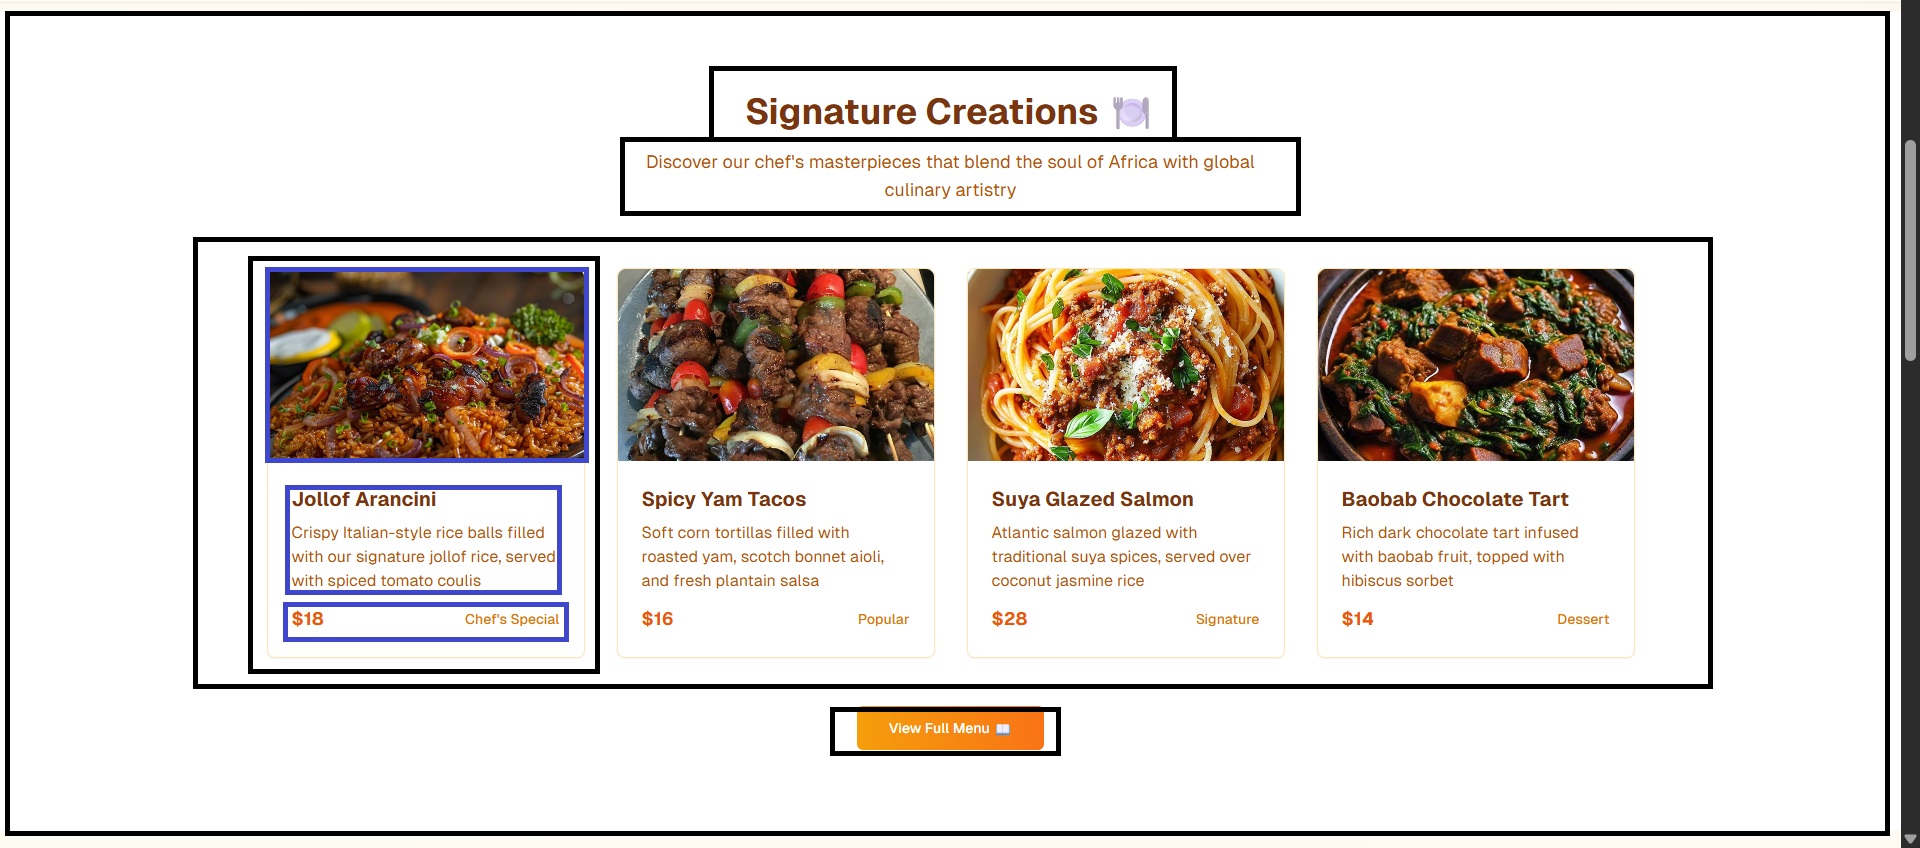 Signature Creations 🍽️
Discover our chef's masterpieces that blend the soul of Africa with global
culinary artistry
Jollof Arancini
Crispy Italian-style rice balls filled
with our signature jollof rice, served
with spiced tomato coulis
$18 Chef's Special
Spicy Yam Tacos
Soft corn tortillas filled with
roasted yam, scotch bonnet aioli,
and fresh plantain salsa
$16 Popular
Suya Glazed Salmon
Atlantic salmon glazed with
traditional suya spices, served over
coconut jasmine rice
$28 Signature
Baobab Chocolate Tart
Rich dark chocolate tart infused
with baobab fruit, topped with
hibiscus sorbet
$14 Dessert
View Full Menu 📖